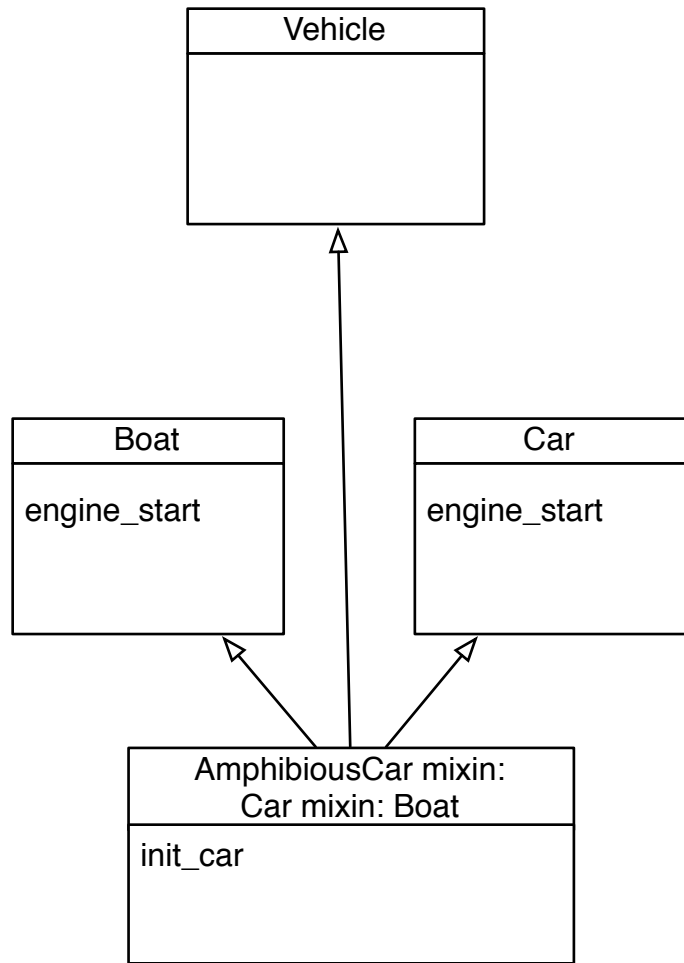 Vehicle
Boat
engine_start
Car
engine_start
AmphibiousCar mixin:
Car mixin: Boat
init_car